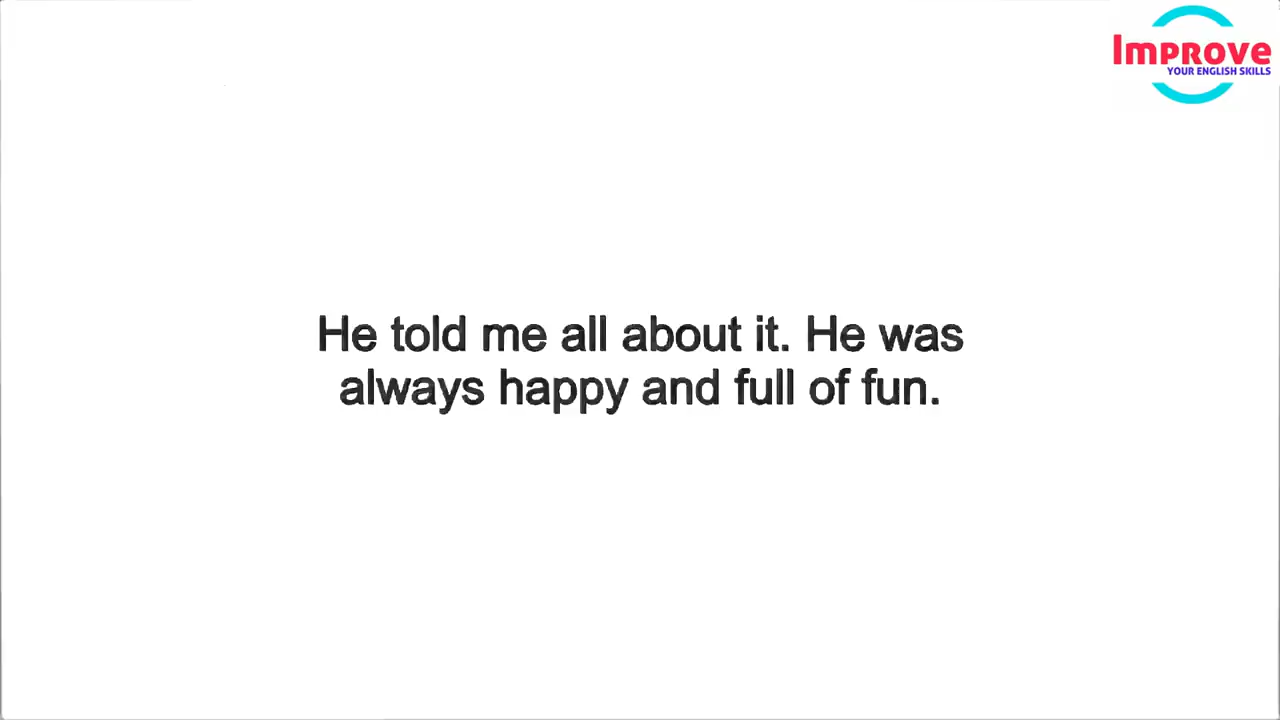 Improve
YOUR ENGLISH SKILLS
He told me all about it. He was
always happy and full of fun.